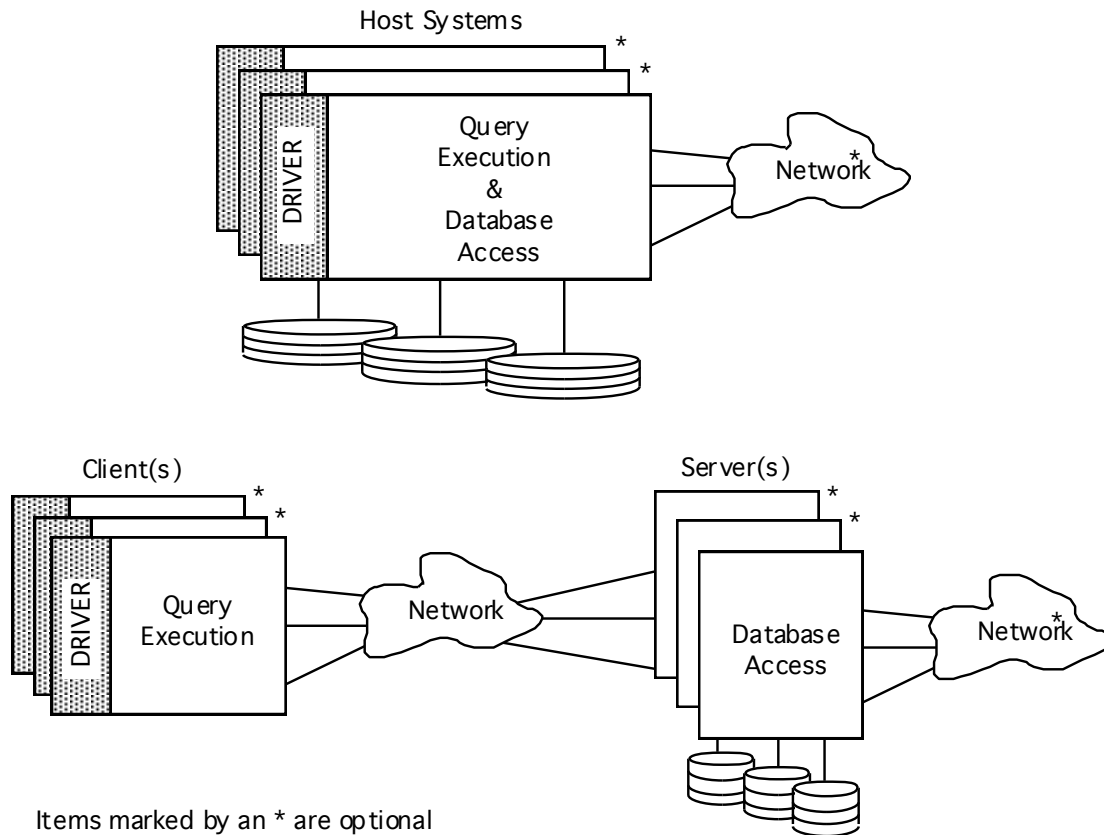 Host Systems
*
*
DRIVER
Query
Execution
&
Database
Access
Network*
Client(s)
*
*
DRIVER
Query
Execution
Network
Server(s)
*
*
Database
Access
Network*
Items marked by an * are optional